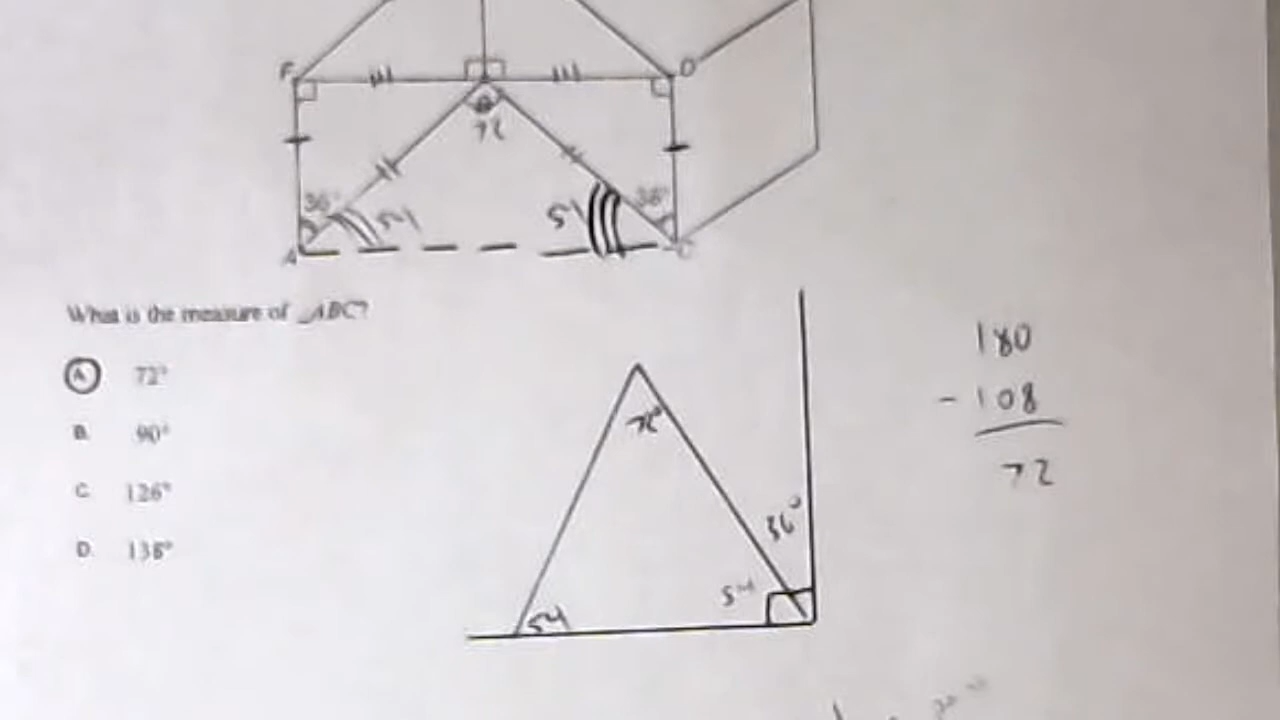 F D
72
36° 54 54 36°
A C
What is the measure of ∠ABC?
A. 72°
B. 90°
C. 126°
D. 138°
72°
36°
54
54
180
- 108
72